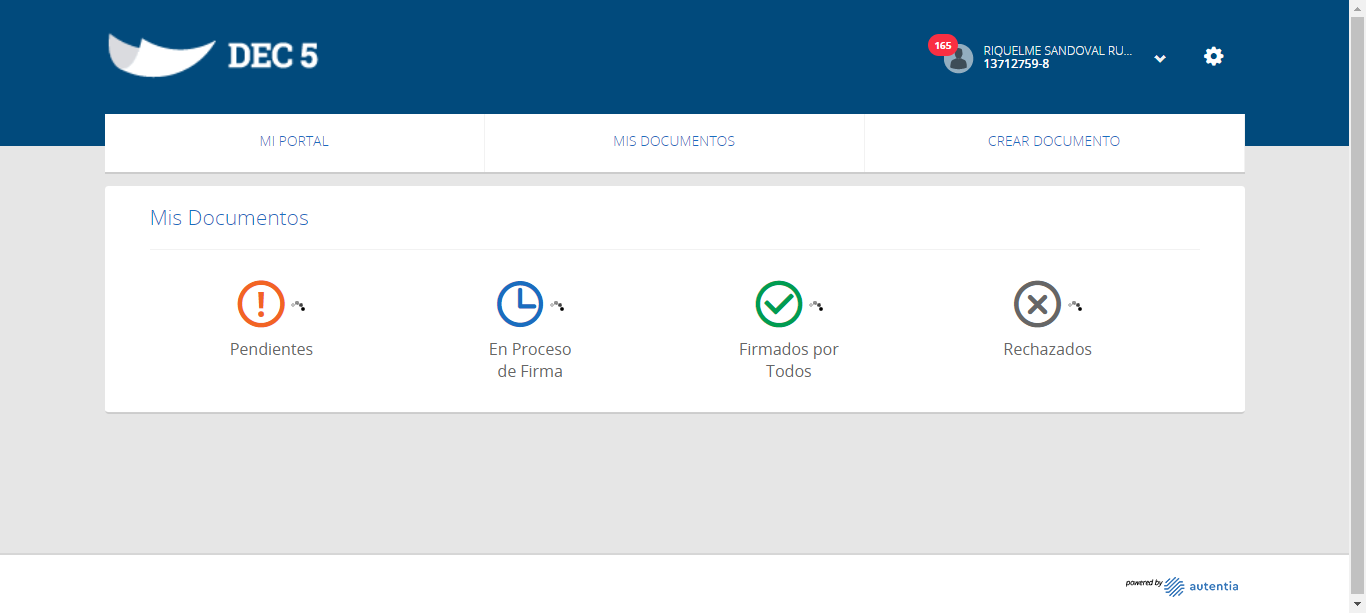 DEC 5
165
RIQUELME SANDOVAL RU...
13712759-8
MI PORTAL
MIS DOCUMENTOS
CREAR DOCUMENTO
Mis Documentos
Pendientes
En Proceso
de Firma
Firmados por
Todos
Rechazados
powered by autentia